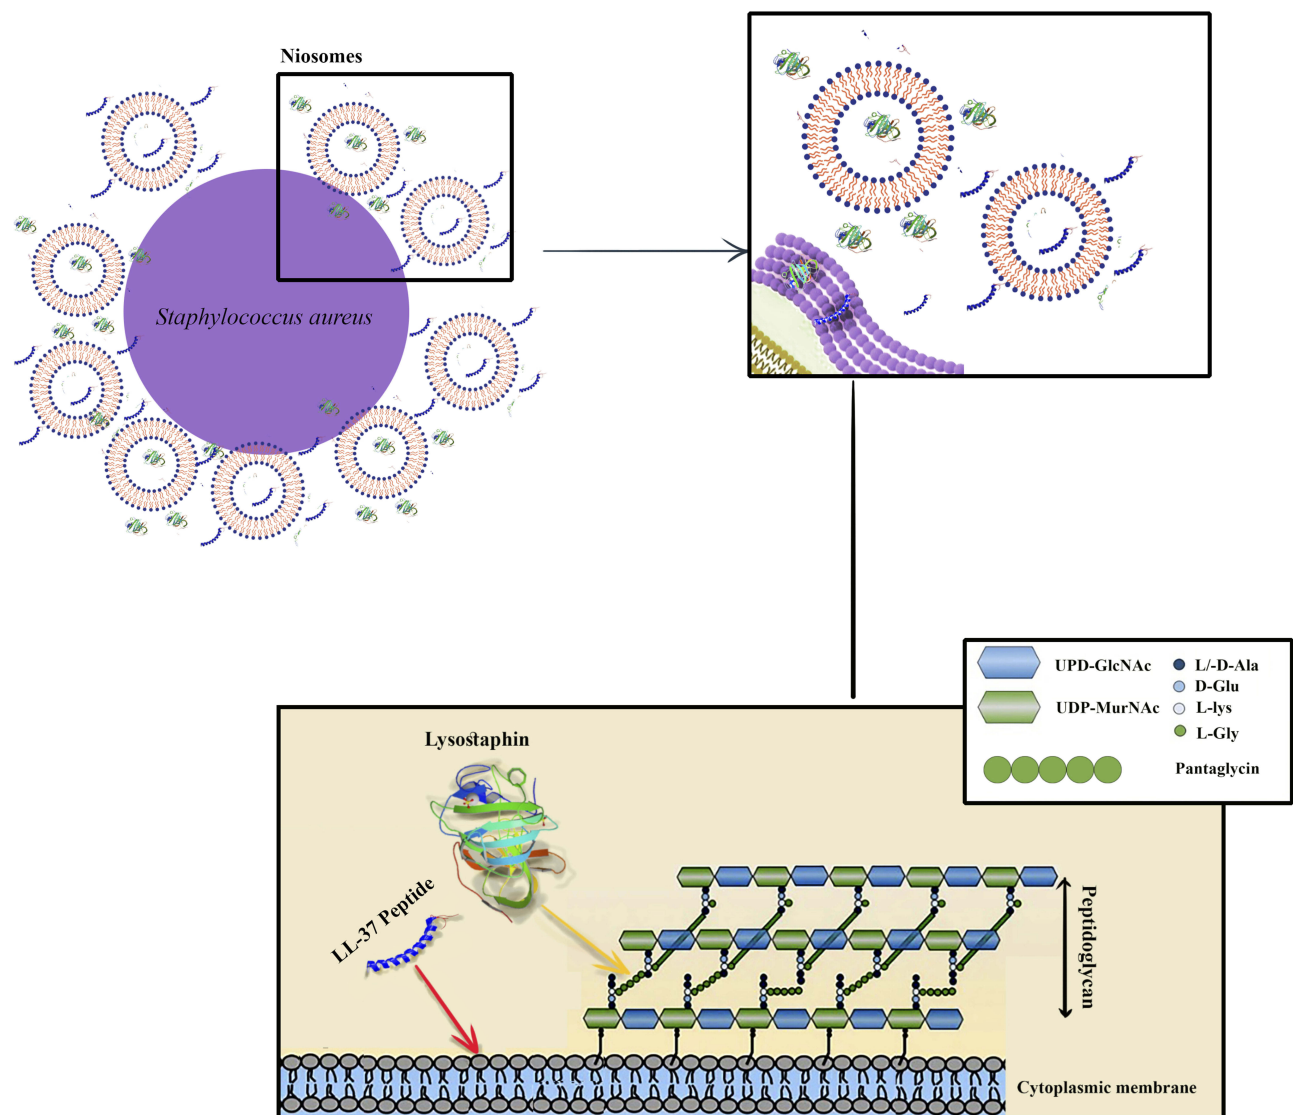 Niosomes
Staphylococcus aureus
UPD-GlcNAc
L/-D-Ala
D-Glu
UDP-MurNAc
L-lys
L-Gly
Pantaglycin
Lysostaphin
LL-37 Peptide
Peptidoglycan
Cytoplasmic membrane